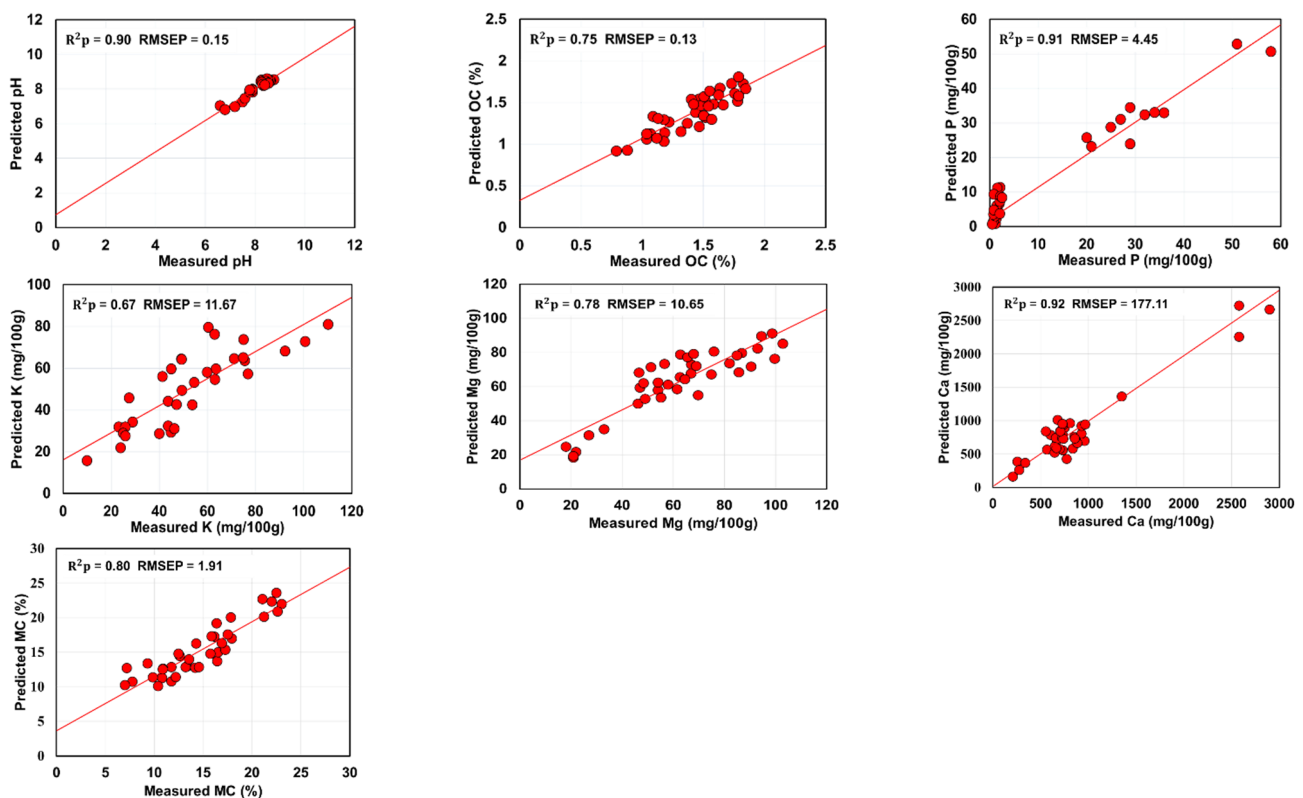 12
10
8
6
4
2
0
R²p = 0.90 RMSEP = 0.15
Predicted pH
0 2 4 6 8 10 12
Measured pH
2.5
2
1.5
1
0.5
0
R²p = 0.75 RMSEP = 0.13
Predicted OC (%)
0 0.5 1 1.5 2 2.5
Measured OC (%)
60
50
40
30
20
10
0
R²p = 0.91 RMSEP = 4.45
Predicted P (mg/100g)
0 10 20 30 40 50 60
Measured P (mg/100g)
100
80
60
40
20
0
R²p = 0.67 RMSEP = 11.67
Predicted K (mg/100g)
0 20 40 60 80 100 120
Measured K (mg/100g)
120
100
80
60
40
20
0
R²p = 0.78 RMSEP = 10.65
Predicted Mg (mg/100g)
0 20 40 60 80 100 120
Measured Mg (mg/100g)
3000
2500
2000
1500
1000
500
0
R²p = 0.92 RMSEP = 177.11
Predicted Ca (mg/100g)
0 500 1000 1500 2000 2500 3000
Measured Ca (mg/100g)
30
25
20
15
10
5
0
R²p = 0.80 RMSEP = 1.91
Predicted MC (%)
0 5 10 15 20 25 30
Measured MC (%)